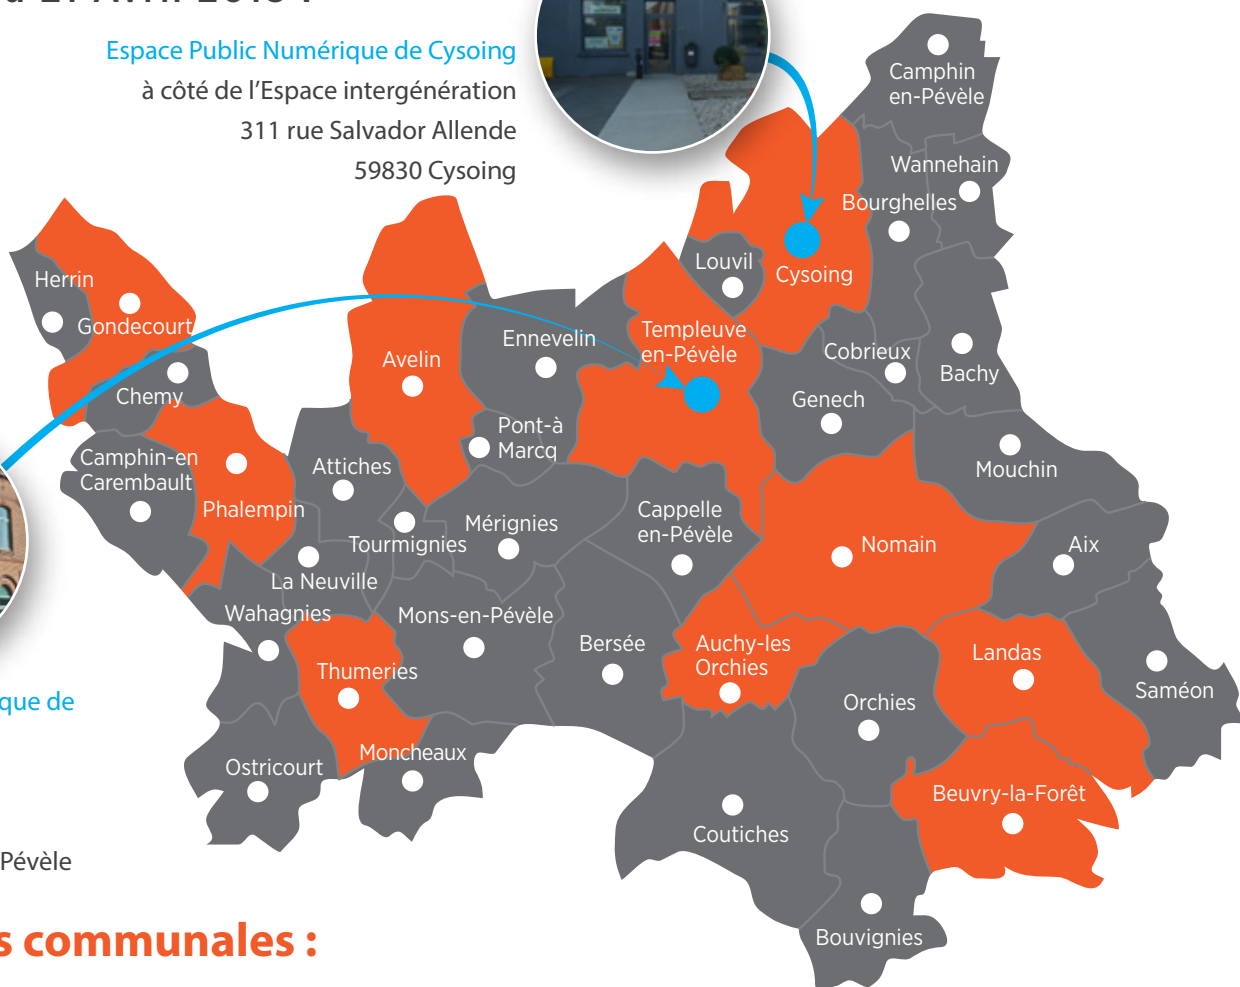 Espace Public Numérique de Cysoing
à côté de l'Espace intergénération
311 rue Salvador Allende
59830 Cysoing
Camphin
en-Pévèle
Wannehain
Bourghelles
Louvil
Cysoing
Herrin
Gondecourt
Chemy
Avelin
Ennevelin
Templeuve
en-Pévèle
Cobrieux
Bachy
Genech
Pont-à
Marcq
Camphin-en
Carembault
Attiches
Mouchin
Phalempin
Tourmignies
Mérignies
Cappelle
en-Pévèle
Nomain
Aix
La Neuville
Wahagnies
Mons-en-Pévèle
Bersée
Auchy-les
Orchies
Landas
Thumeries
Saméon
Orchies
que de
Moncheaux
Ostricourt
Beuvry-la-Forêt
Coutiches
Pévèle
s communales :
Bouvignies